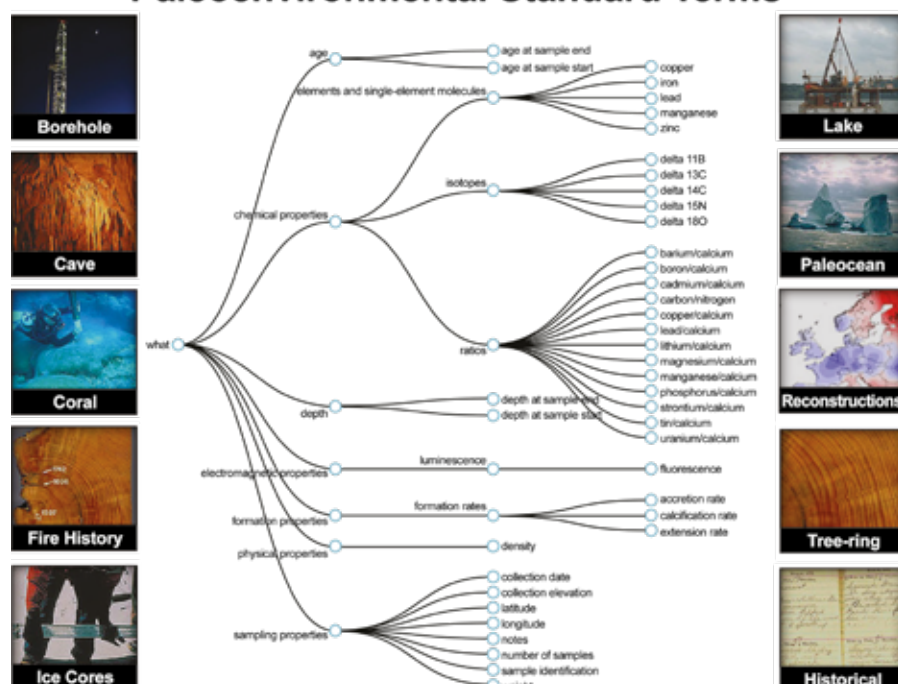 Paleoenvironmental Standard Terms
Borehole
Cave
Coral
Fire History
Ice Cores
what
age
age at sample end
age at sample start
chemical properties
elements and single-element molecules
copper
iron
lead
manganese
zinc
isotopes
delta 11B
delta 13C
delta 14C
delta 15N
delta 18O
ratios
barium/calcium
boron/calcium
cadmium/calcium
carbon/nitrogen
copper/calcium
lead/calcium
lithium/calcium
magnesium/calcium
manganese/calcium
phosphorus/calcium
strontium/calcium
tin/calcium
uranium/calcium
depth
depth at sample end
depth at sample start
electromagnetic properties
luminescence
fluorescence
formation properties
formation rates
accretion rate
calcification rate
extension rate
physical properties
density
sampling properties
collection date
collection elevation
latitude
longitude
notes
number of samples
sample identification
Lake
Paleocean
Reconstructions
Tree-ring
Historical